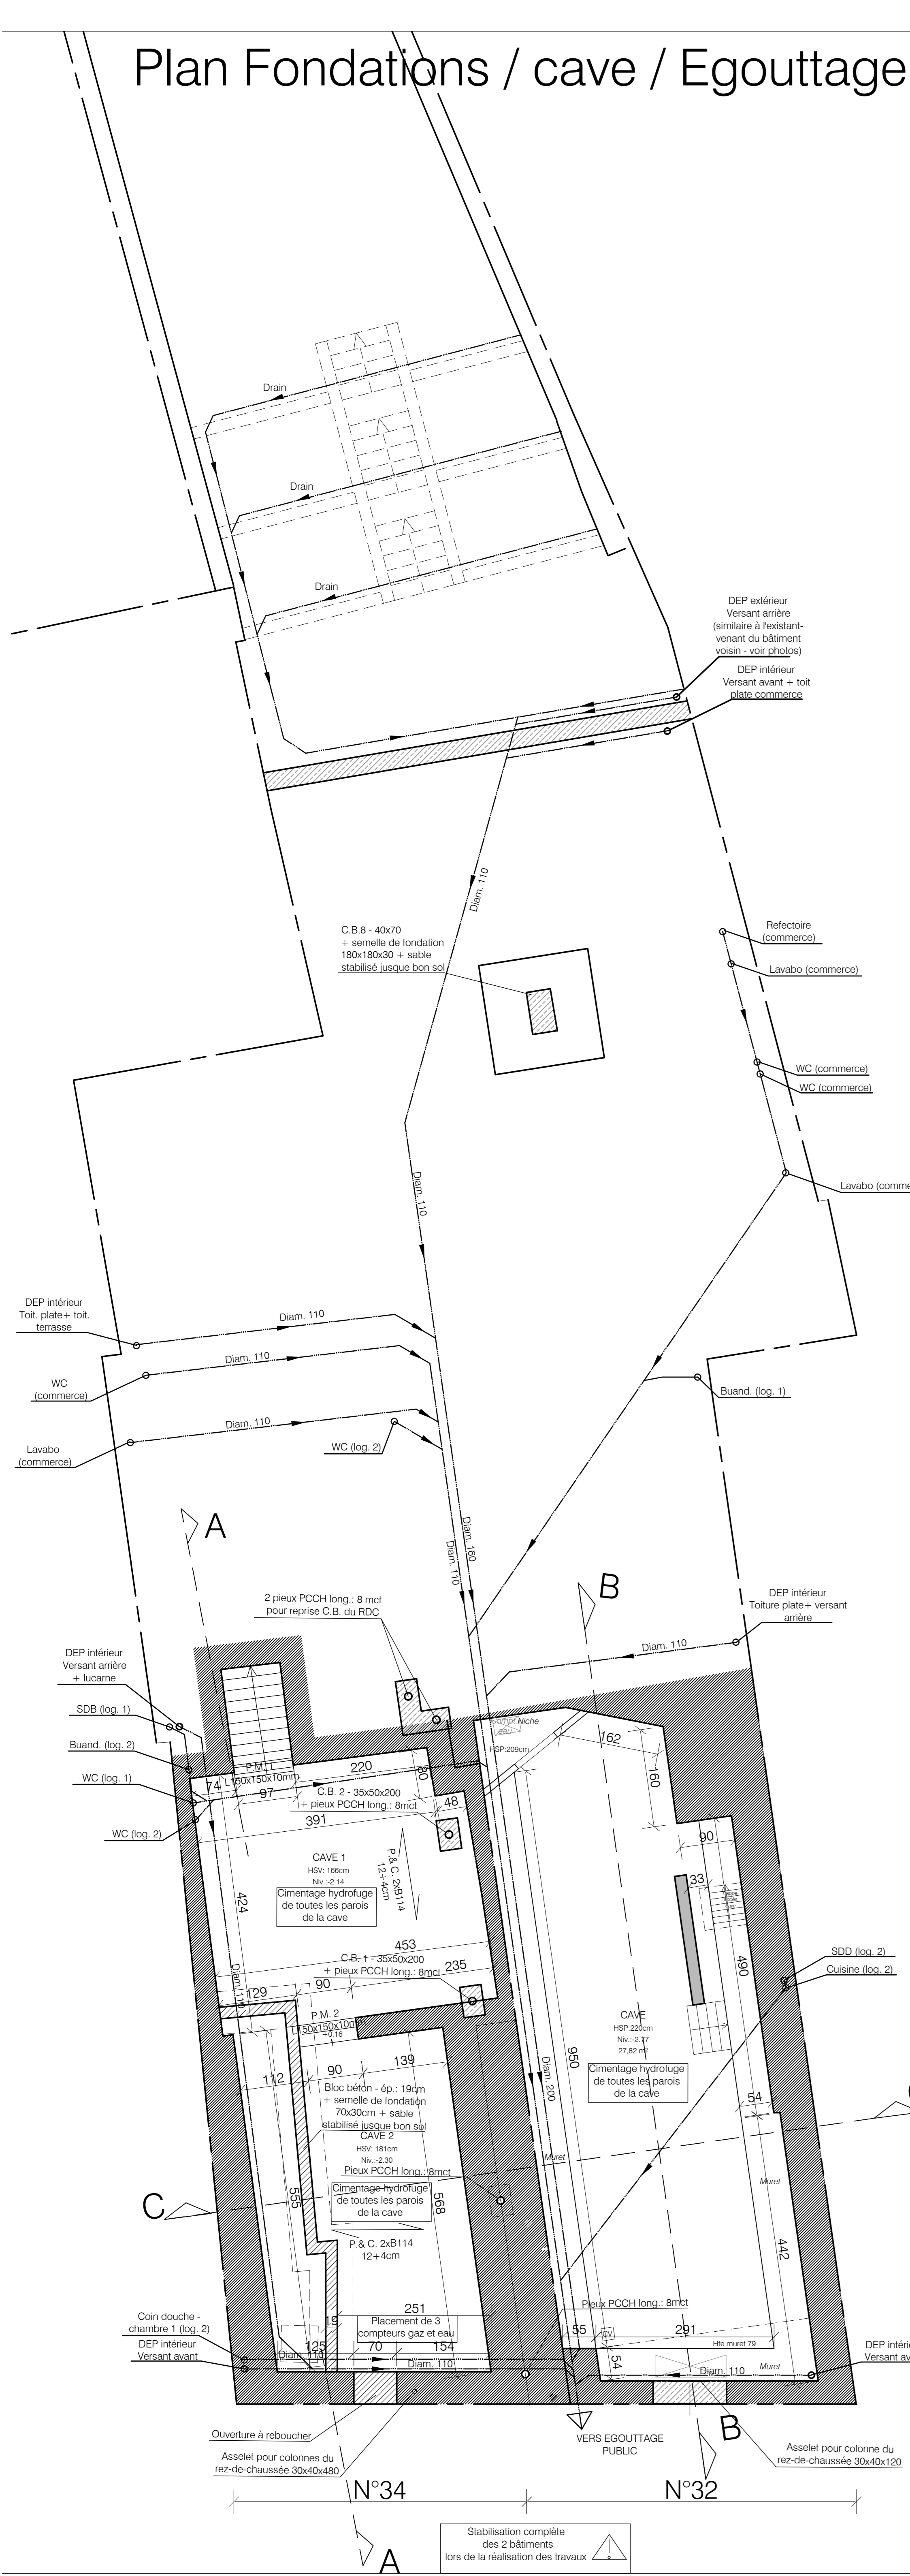 Plan Fondations / cave / Egouttage
Drain
Drain
Drain
DEP extérieur
Versant arrière
(similaire à l'existant-
venant du bâtiment
voisin - voir photos)
DEP intérieur
Versant avant + toit
plate commerce
Diam. 110
C.B.8 - 40x70
+ semelle de fondation
180x180x30 + sable
stabilisé jusque bon sol
Refectoire
(commerce)
Lavabo (commerce)
WC (commerce)
WC (commerce)
Lavabo (comme
Diam. 110
DEP intérieur
Toit. plate+ toit.
terrasse
Diam. 110
WC
(commerce)
Diam. 110
Buand. (log. 1)
Lavabo
(commerce)
Diam. 110
WC (log. 2)
A
Diam. 160
Diam. 110
B
2 pieux PCCH long.: 8 mct
pour reprise C.B. du RDC
DEP intérieur
Toiture plate+ versant
arrière
Diam. 110
DEP intérieur
Versant arrière
+ lucarne
SDB (log. 1)
Buand. (log. 2)
WC (log. 1)
WC (log. 2)
Niche
eau
HSP:209cm
162
160
P.M. 1
L150x150x10mm
74
97
220
80
C.B. 2 - 35x50x200
+ pieux PCCH long.: 8mct
48
391
90
33
CAVE 1
HSV: 166cm
Niv.:-2.14
Cimentage hydrofuge
de toutes les parois
de la cave
P.& C. 2xB114
12+4cm
424
453
C.B. 1 - 35x50x200
+ pieux PCCH long.: 8mct
235
490
SDD (log. 2)
Cuisine (log. 2)
Diam. 110
129
90
P.M. 2
L150x150x10mm
+0.16
CAVE
HSP:220cm
Niv.:-2.77
27,82 m²
Cimentage hydrofuge
de toutes les parois
de la cave
950
Diam. 200
112
90
139
Bloc béton - ép.: 19cm
+ semelle de fondation
70x30cm + sable
stabilisé jusque bon sol
CAVE 2
HSV: 181cm
Niv.:-2.30
Pieux PCCH long.: 8mct
Cimentage hydrofuge
de toutes les parois
de la cave
54
Muret
Muret
C
555
568
P.& C. 2xB114
12+4cm
442
Coin douche -
chambre 1 (log. 2)
DEP intérieur
Versant avant
19
251
Placement de 3
compteurs gaz et eau
125
70
154
Diam. 110
Diam. 110
Pieux PCCH long.: 8mct
55
CV
291
Hte muret 79
54
Diam. 110
Muret
DEP intéri
Versant av
Ouverture à reboucher
Asselet pour colonnes du
rez-de-chaussée 30x40x480
VERS EGOUTTAGE
PUBLIC
B
Asselet pour colonne du
rez-de-chaussée 30x40x120
N°34
N°32
A
Stabilisation complète
des 2 bâtiments
lors de la réalisation des travaux